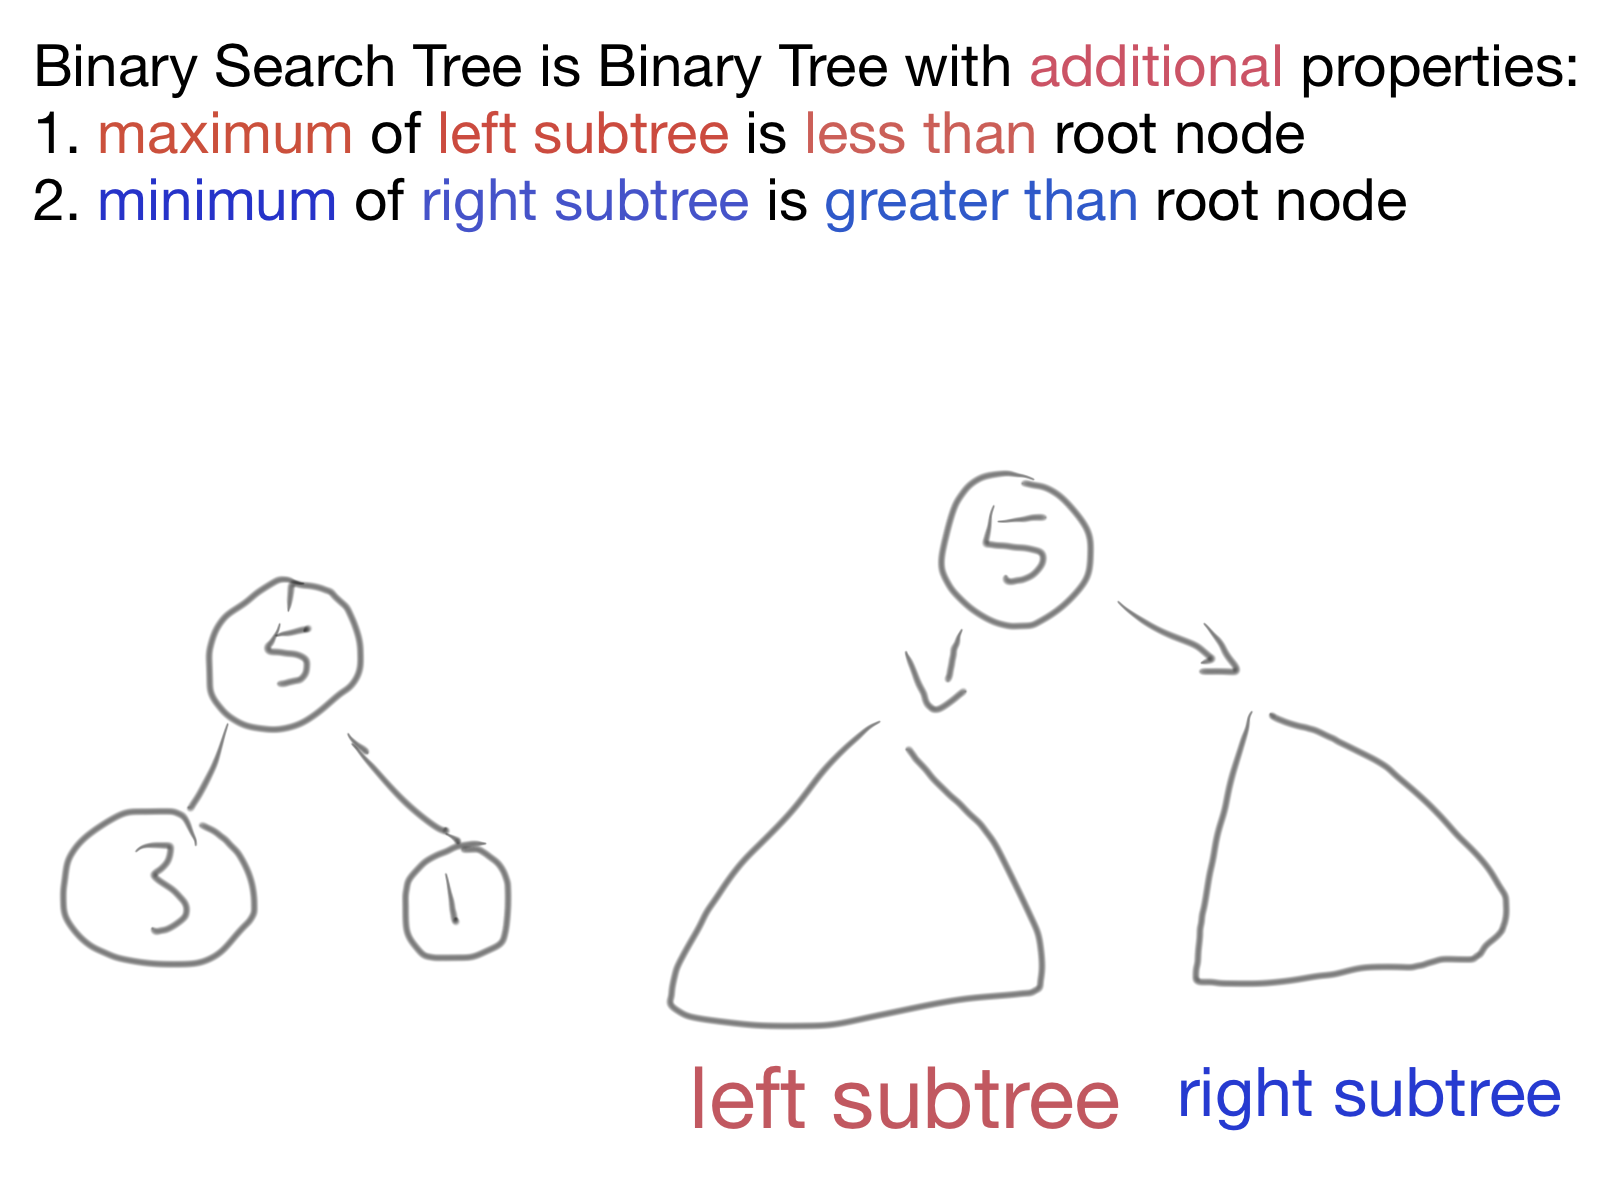 Binary Search Tree is Binary Tree with additional properties:
1. maximum of left subtree is less than root node
2. minimum of right subtree is greater than root node
5
5
3
1
left subtree
right subtree